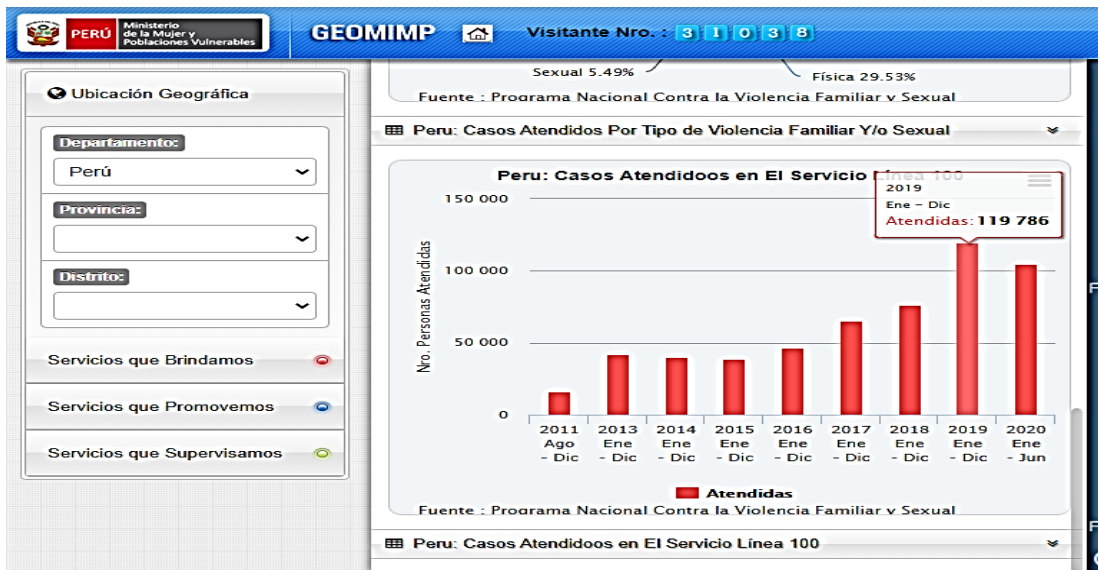 PERÚ
Ministerio
de la Mujer y
Poblaciones Vulnerables
GEOMIMP
Visitante Nro. : 3 1 0 3 8
Ubicación Geográfica
Departamento:
Perú
Provincia:
Distrito:
Servicios que Brindamos
Servicios que Promovemos
Servicios que Supervisamos
Sexual 5.49%
Física 29.53%
Fuente : Programa Nacional Contra la Violencia Familiar y Sexual
Peru: Casos Atendidos Por Tipo de Violencia Familiar Y/o Sexual
Peru: Casos Atendidoos en El Servicio Línea 100
2019
Ene - Dic
Atendidas: 119 786
Nro. Personas Atendidas
150 000
100 000
50 000
0
2011 2013 2014 2015 2016 2017 2018 2019 2020
Ago Ene Ene Ene Ene Ene Ene Ene Ene
- Dic - Dic - Dic - Dic - Dic - Dic - Dic - Dic - Jun
Atendidas
Fuente : Programa Nacional Contra la Violencia Familiar y Sexual
Peru: Casos Atendidoos en El Servicio Línea 100